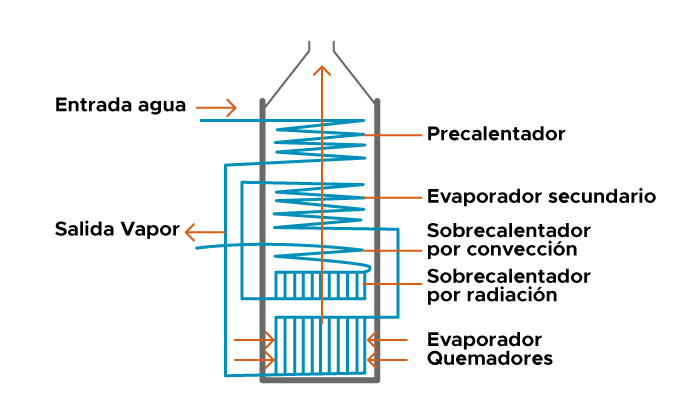 Entrada agua
Precalentador
Evaporador secundario
Salida Vapor
Sobrecalentador
por convección
Sobrecalentador
por radiación
Evaporador
Quemadores